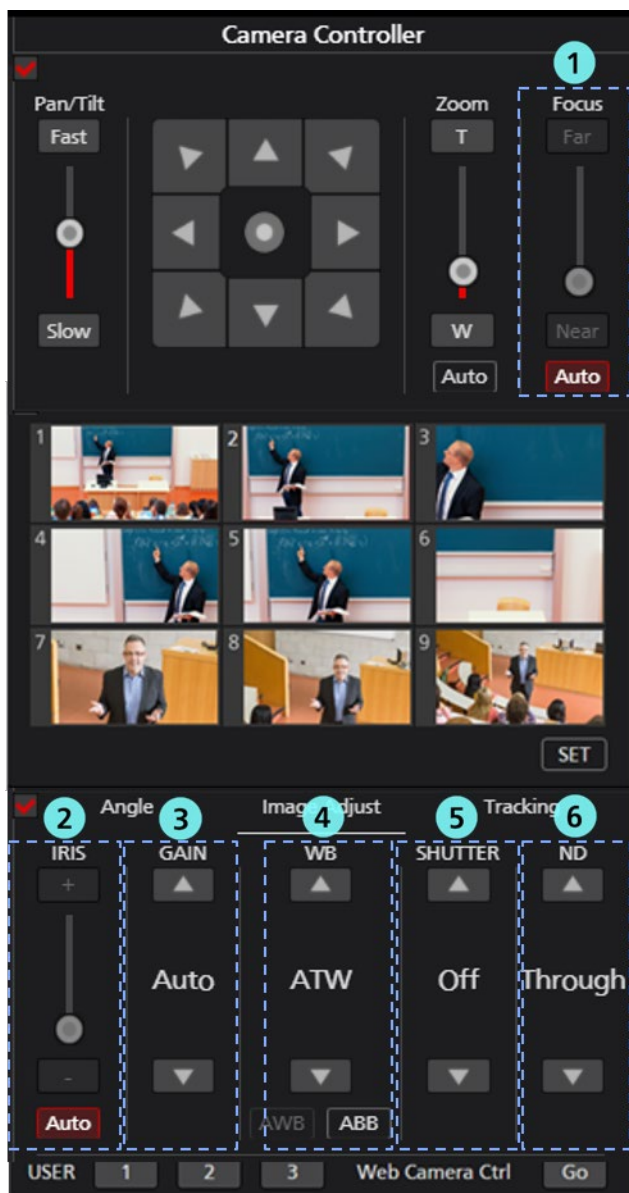 Camera Controller
1
Pan/Tilt Zoom Focus
Fast T Far
Slow W Near
Auto Auto
1 2 3
4 5 6
7 8 9
SET
Angle Image Adjust Tracking
2 3 4 5 6
IRIS GAIN WB SHUTTER ND
+
Auto ATW Off Through
-
Auto AWB ABB
USER 1 2 3 Web Camera Ctrl Go